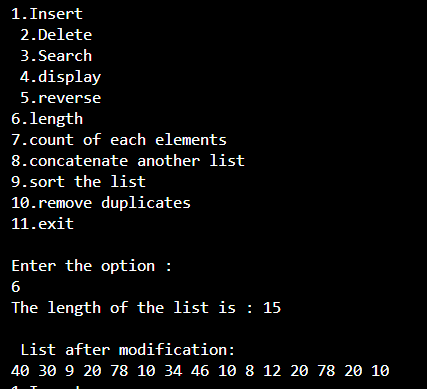 1.Insert
2.Delete
3.Search
4.display
5.reverse
6.length
7.count of each elements
8.concatenate another list
9.sort the list
10.remove duplicates
11.exit
Enter the option :
6
The length of the list is : 15
List after modification:
40 30 9 20 78 10 34 46 10 8 12 20 78 20 10